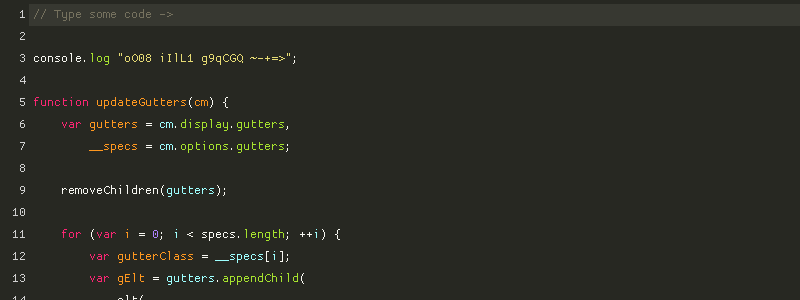 1 // Type some code ->
2
3 console.log "oO08 iIlL1 g9qCGQ ~-+=>";
4
5 function updateGutters(cm) {
6 var gutters = cm.display.gutters,
7 __specs = cm.options.gutters;
8
9 removeChildren(gutters);
10
11 for (var i = 0; i < specs.length; ++i) {
12 var gutterClass = __specs[i];
13 var gElt = gutters.appendChild(
14 elt(